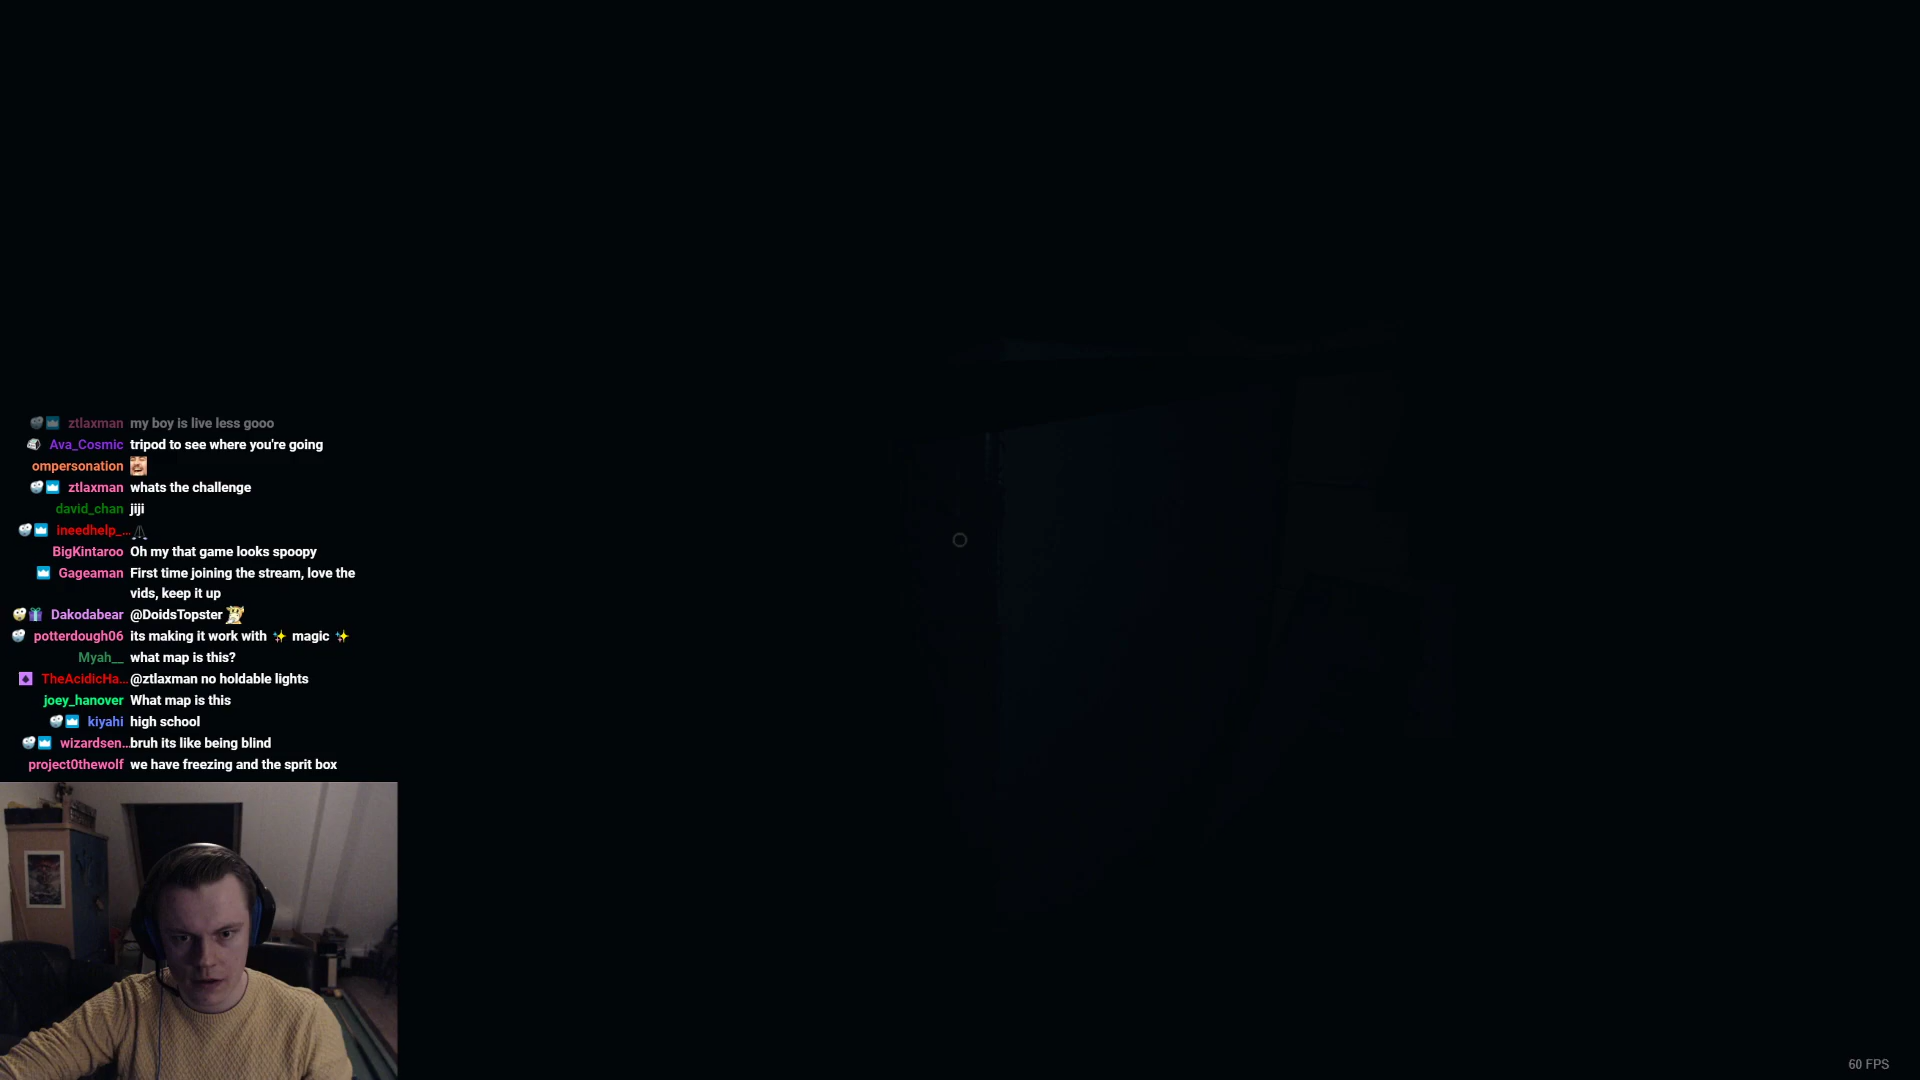 ztlaxman my boy is live less gooo
Ava_Cosmic tripod to see where you're going
ompersonation
ztlaxman whats the challenge
david_chan jiji
ineedhelp_...
BigKintaroo Oh my that game looks spoopy
Gageaman First time joining the stream, love the
vids, keep it up
Dakodabear @DoidsTopster
potterdough06 its making it work with ✨ magic ✨
Myah__ what map is this?
TheAcidicHa... @ztlaxman no holdable lights
joey_hanover What map is this
kiyahi high school
wizardsen... bruh its like being blind
project0thewolf we have freezing and the sprit box
60 FPS